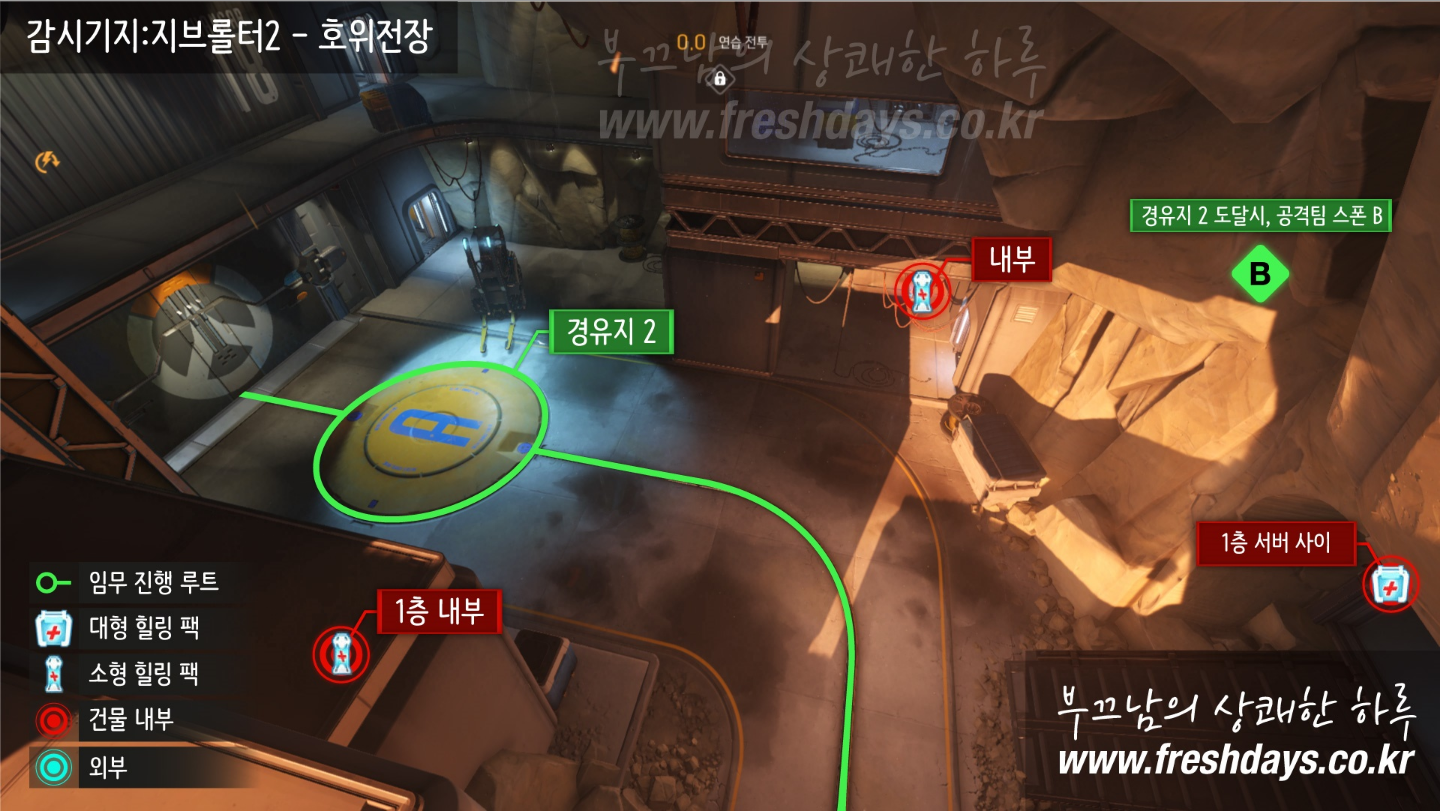 감시기지:지브롤터2 - 호위전장
0.0 연습 전투
부끄남의 상쾌한 하루
www.freshdays.co.kr
경유지 2 도달시, 공격팀 스폰 B
B
내부
경유지 2
1층 서버 사이
1층 내부
임무 진행 루트
대형 힐링 팩
소형 힐링 팩
건물 내부
외부
부끄남의 상쾌한 하루
www.freshdays.co.kr